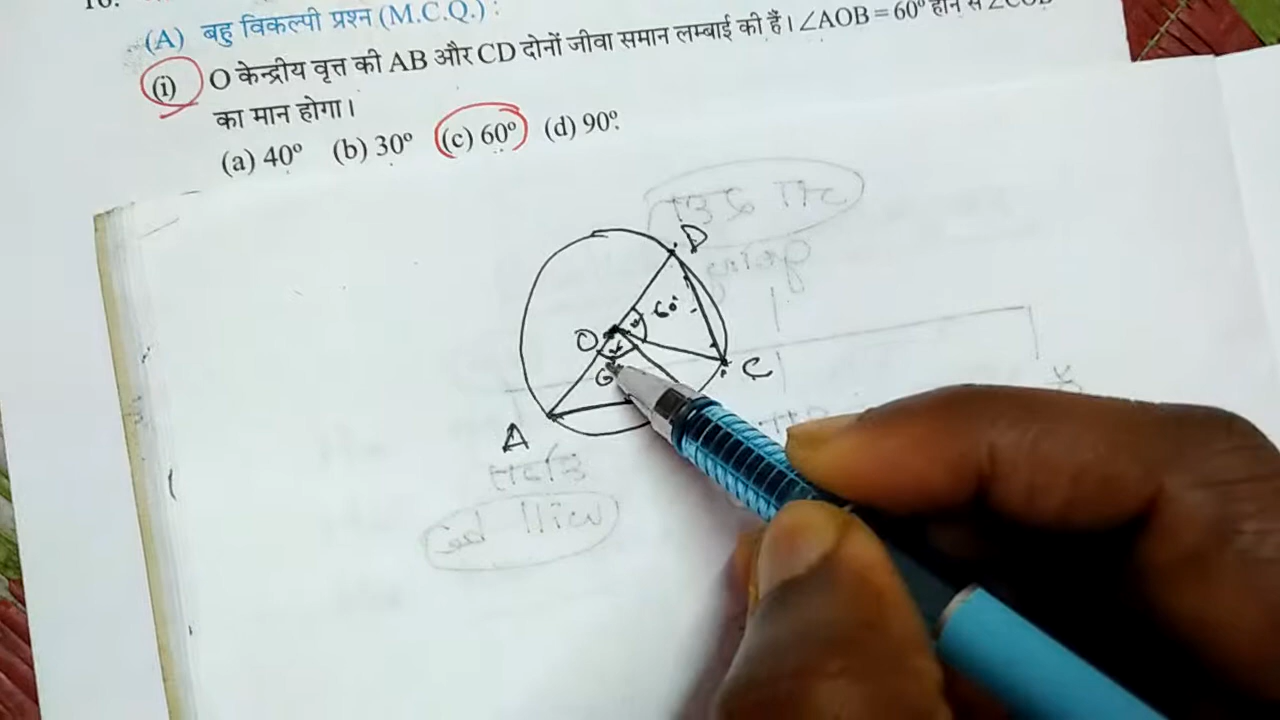 (A) बहु विकल्पी प्रश्न (M.C.Q.) :
(i) O केन्द्रीय वृत्त की AB और CD दोनों जीवा समान लम्बाई की हैं। ∠AOB = 60° होने से ∠COD
का मान होगा।
(a) 40° (b) 30° (c) 60° (d) 90°.
D
60°
O
C
A